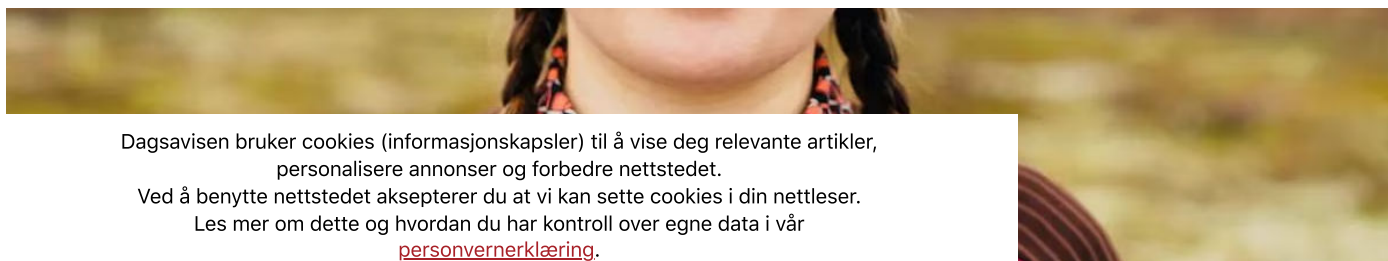 Dagsavisen bruker cookies (informasjonskapsler) til å vise deg relevante artikler,
personalisere annonser og forbedre nettstedet.
Ved å benytte nettstedet aksepterer du at vi kan sette cookies i din nettleser.
Les mer om dette og hvordan du har kontroll over egne data i vår
personvernerklæring.